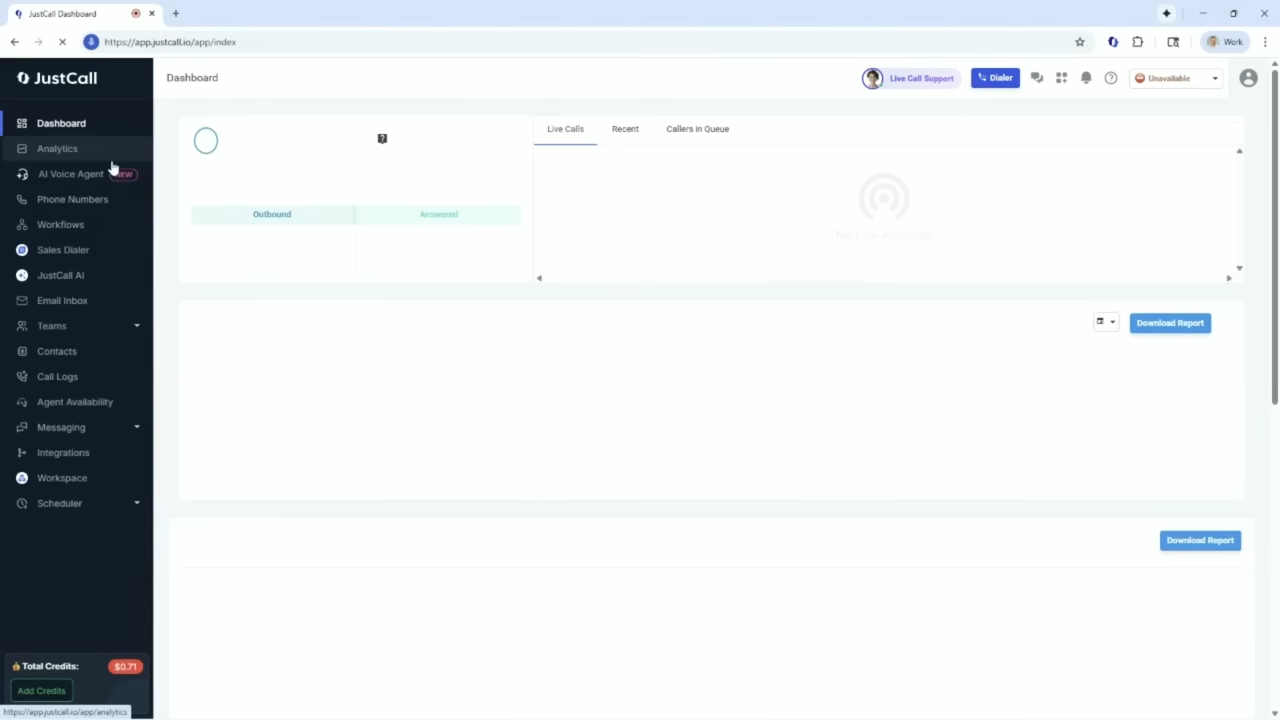 JustCall Dashboard
https://app.justcall.io/app/index
Work
JustCall
Dashboard
Live Call Support
Dialer
Unavailable
Dashboard
Analytics
AI Voice Agent
Phone Numbers
Workflows
Sales Dialer
JustCall AI
Email Inbox
Teams
Contacts
Call Logs
Agent Availability
Messaging
Integrations
Workspace
Scheduler
Total Credits: $0.71
Add Credits
https://app.justcall.io/app/analytics
Outbound
Answered
Live Calls
Recent
Callers in Queue
Download Report
Download Report